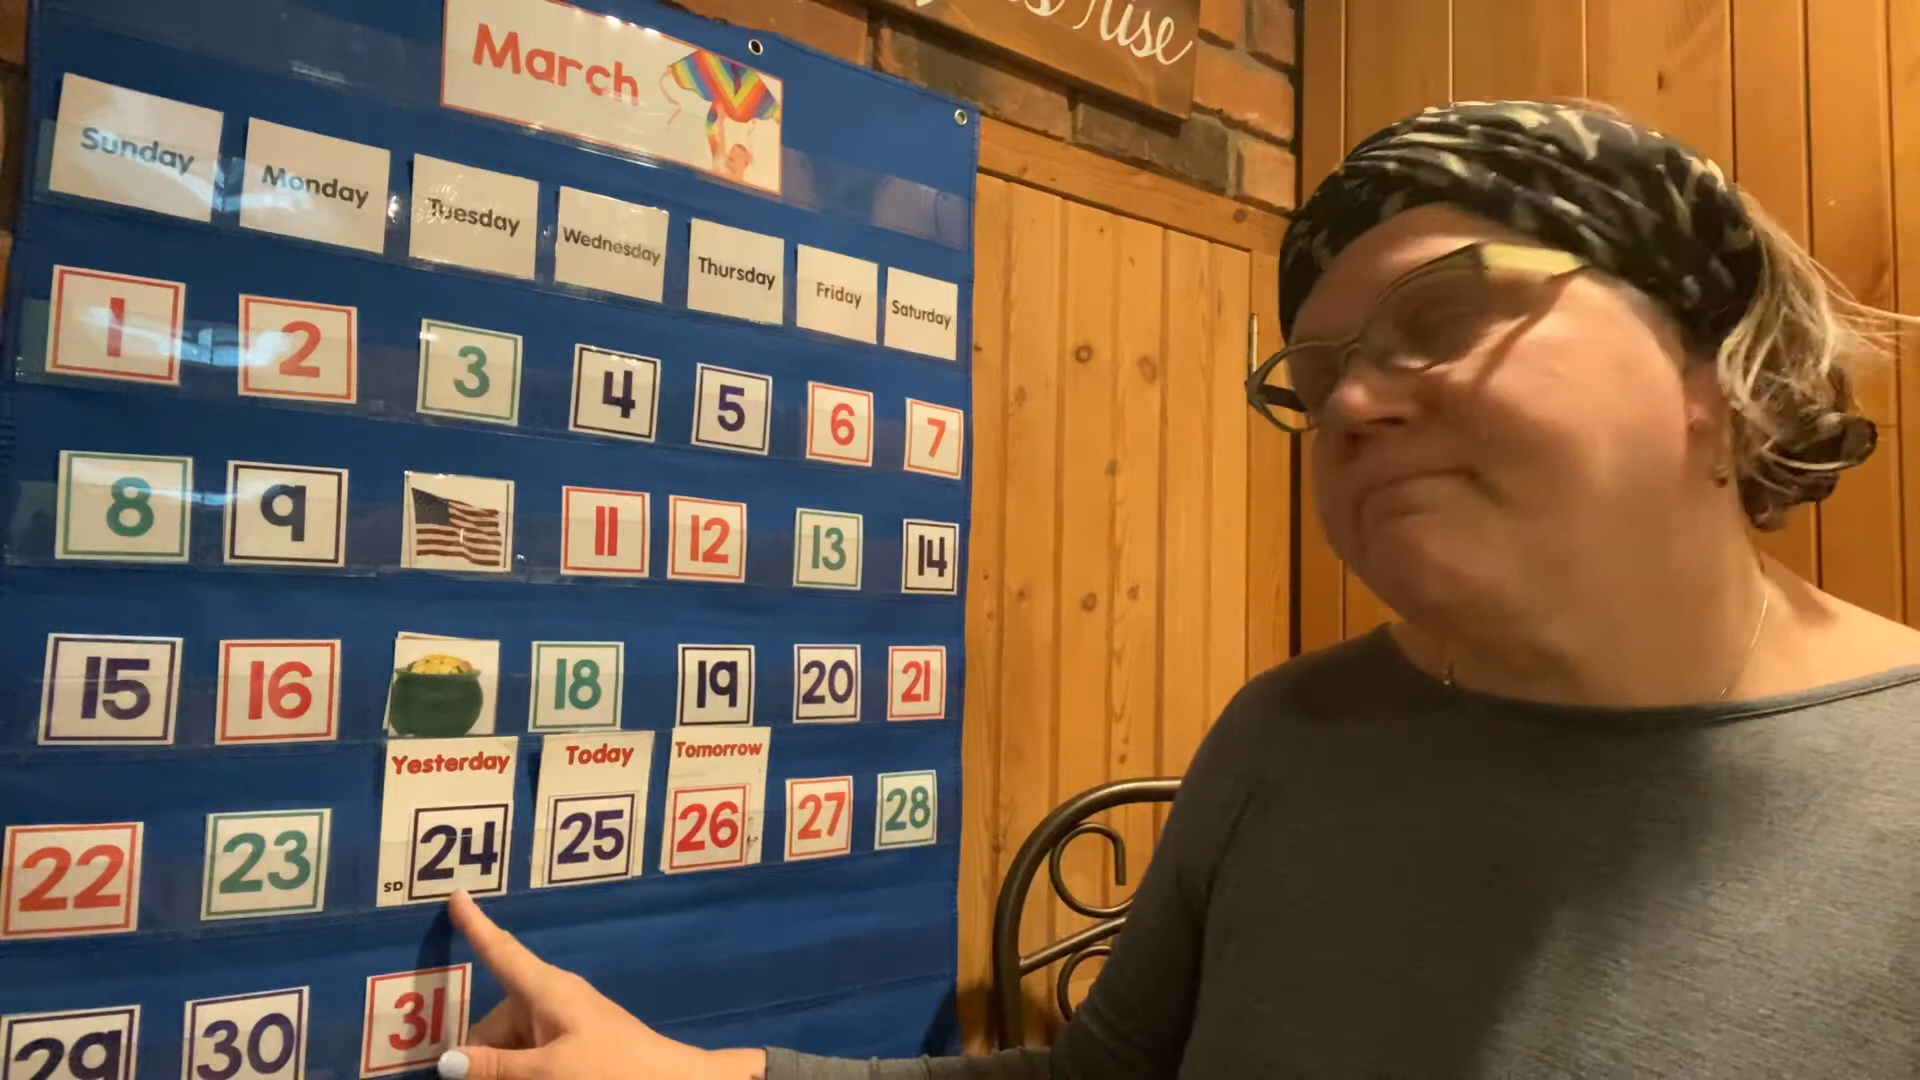 rise
March
Sunday Monday Tuesday Wednesday Thursday Friday Saturday
1 2 3 4 5 6 7
8 9 11 12 13 14
15 16 18 19 20 21
Yesterday Today Tomorrow
22 23 24 25 26 27 28
SD
29 30 31